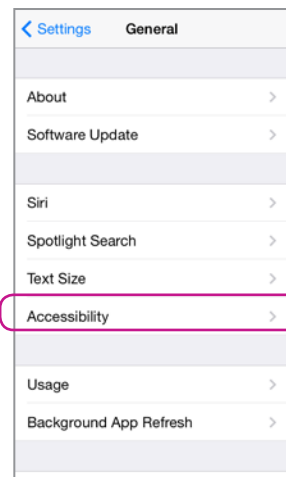 Settings General
About
Software Update
Siri
Spotlight Search
Text Size
Accessibility
Usage
Background App Refresh